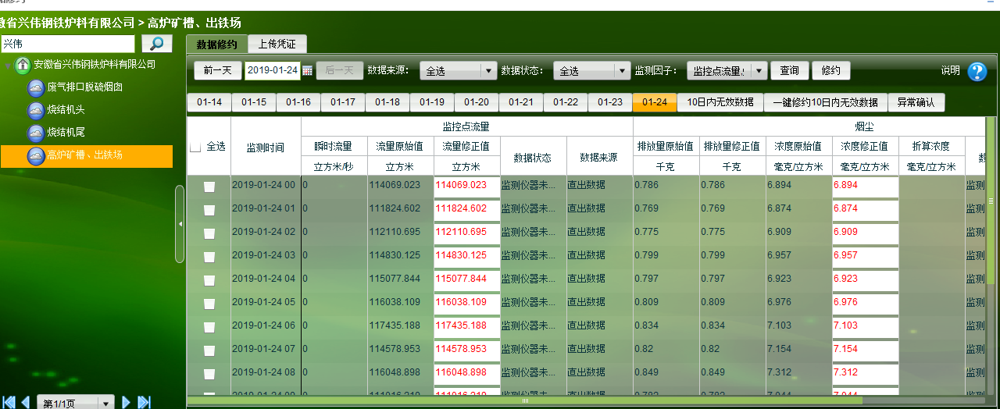 徽省兴伟钢铁炉料有限公司 > 高炉矿槽、出铁场
兴伟
安徽省兴伟钢铁炉料有限公司
废气排口脱硫烟囱
烧结机头
烧结机尾
高炉矿槽、出铁场
第1/1页
数据修约 上传凭证
前一天 2019-01-24 后一天 数据来源： 全选 数据状态： 全选 监测因子： 监控点流量 查询 修约 说明
01-14 01-15 01-16 01-17 01-18 01-19 01-20 01-21 01-22 01-23 01-24 10日内无效数据 一键修约10日内无效数据 异常确认
全选 监测时间 监控点流量 烟尘
瞬时流量 流量原始值 流量修正值 数据状态 数据来源 排放量原始值 排放量修正值 浓度原始值 浓度修正值 折算浓度 数
立方米/秒 立方米 立方米 千克 千克 毫克/立方米 毫克/立方米 毫克/立方米
2019-01-24 00 0 114069.023 114069.023 监测仪器未... 直出数据 0.786 0.786 6.894 6.894 监测
2019-01-24 01 0 111824.602 111824.602 监测仪器未... 直出数据 0.769 0.769 6.874 6.874 监测
2019-01-24 02 0 112110.695 112110.695 监测仪器未... 直出数据 0.775 0.775 6.909 6.909 监测
2019-01-24 03 0 114830.125 114830.125 监测仪器未... 直出数据 0.799 0.799 6.957 6.957 监测
2019-01-24 04 0 115077.844 115077.844 监测仪器未... 直出数据 0.797 0.797 6.923 6.923 监测
2019-01-24 05 0 116038.109 116038.109 监测仪器未... 直出数据 0.809 0.809 6.976 6.976 监测
2019-01-24 06 0 117435.188 117435.188 监测仪器未... 直出数据 0.834 0.834 7.103 7.103 监测
2019-01-24 07 0 114578.953 114578.953 监测仪器未... 直出数据 0.82 0.82 7.154 7.154 监测
2019-01-24 08 0 116048.898 116048.898 监测仪器未... 直出数据 0.849 0.849 7.312 7.312 监测